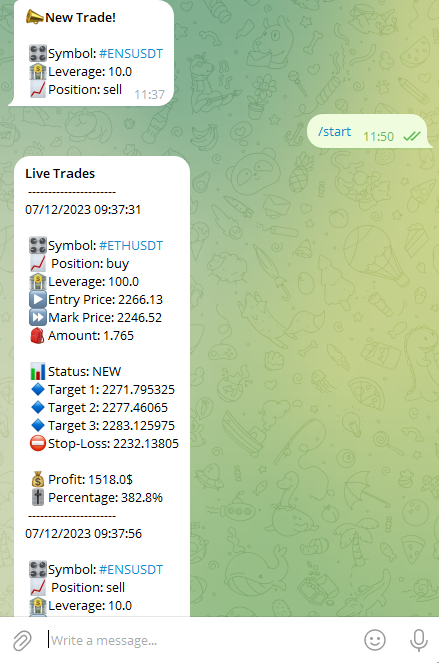 New Trade!
Symbol: #ENSUSDT
Leverage: 10.0
Position: sell
11:37
/start 11:50
Live Trades
----------------------
07/12/2023 09:37:31
Symbol: #ETHUSDT
Position: buy
Leverage: 100.0
Entry Price: 2266.13
Mark Price: 2246.52
Amount: 1.765
Status: NEW
Target 1: 2271.795325
Target 2: 2277.46065
Target 3: 2283.125975
Stop-Loss: 2232.13805
Profit: 1518.0$
Percentage: 382.8%
----------------------
07/12/2023 09:37:56
Symbol: #ENSUSDT
Position: sell
Leverage: 10.0
Write a message...